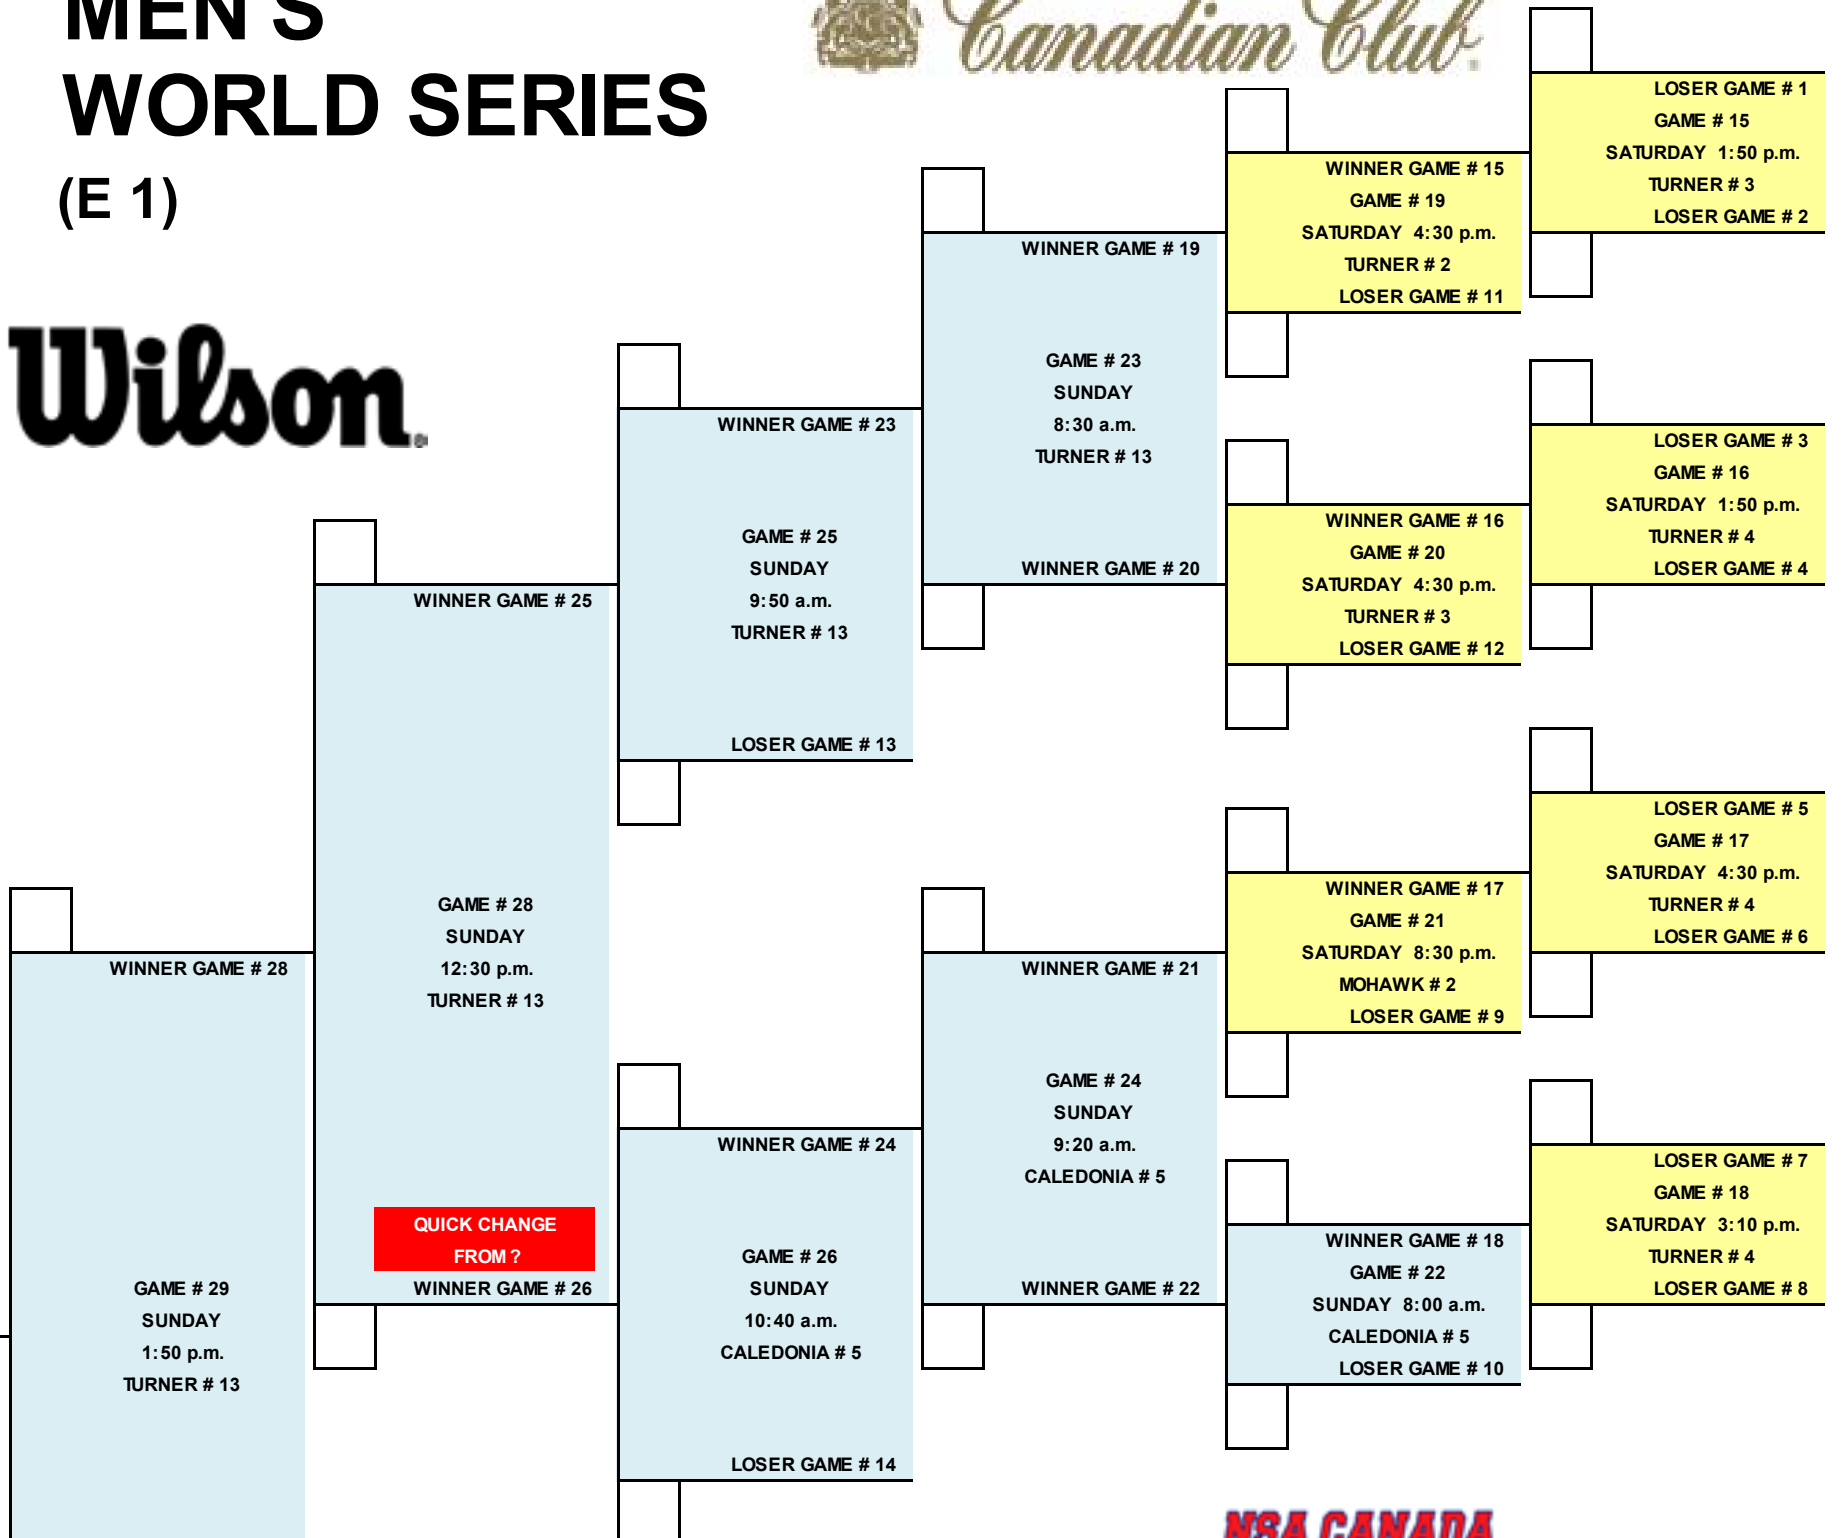 MEN'S
WORLD SERIES
(E 1)
Canadian Club.
Wilson.
LOSER GAME # 1
GAME # 15
SATURDAY 1:50 p.m.
TURNER # 3
LOSER GAME # 2
WINNER GAME # 15
GAME # 19
SATURDAY 4:30 p.m.
TURNER # 2
LOSER GAME # 11
WINNER GAME # 19
GAME # 23
SUNDAY
8:30 a.m.
TURNER # 13
WINNER GAME # 20
LOSER GAME # 3
GAME # 16
SATURDAY 1:50 p.m.
TURNER # 4
LOSER GAME # 4
WINNER GAME # 16
GAME # 20
SATURDAY 4:30 p.m.
TURNER # 3
LOSER GAME # 12
WINNER GAME # 23
GAME # 25
SUNDAY
9:50 a.m.
TURNER # 13
LOSER GAME # 13
WINNER GAME # 25
GAME # 28
SUNDAY
12:30 p.m.
TURNER # 13
QUICK CHANGE
FROM ?
WINNER GAME # 26
LOSER GAME # 5
GAME # 17
SATURDAY 4:30 p.m.
TURNER # 4
LOSER GAME # 6
WINNER GAME # 17
GAME # 21
SATURDAY 8:30 p.m.
MOHAWK # 2
LOSER GAME # 9
WINNER GAME # 21
GAME # 24
SUNDAY
9:20 a.m.
CALEDONIA # 5
WINNER GAME # 22
LOSER GAME # 7
GAME # 18
SATURDAY 3:10 p.m.
TURNER # 4
LOSER GAME # 8
WINNER GAME # 18
GAME # 22
SUNDAY 8:00 a.m.
CALEDONIA # 5
LOSER GAME # 10
WINNER GAME # 24
GAME # 26
SUNDAY
10:40 a.m.
CALEDONIA # 5
LOSER GAME # 14
WINNER GAME # 28
GAME # 29
SUNDAY
1:50 p.m.
TURNER # 13
NSA CANADA